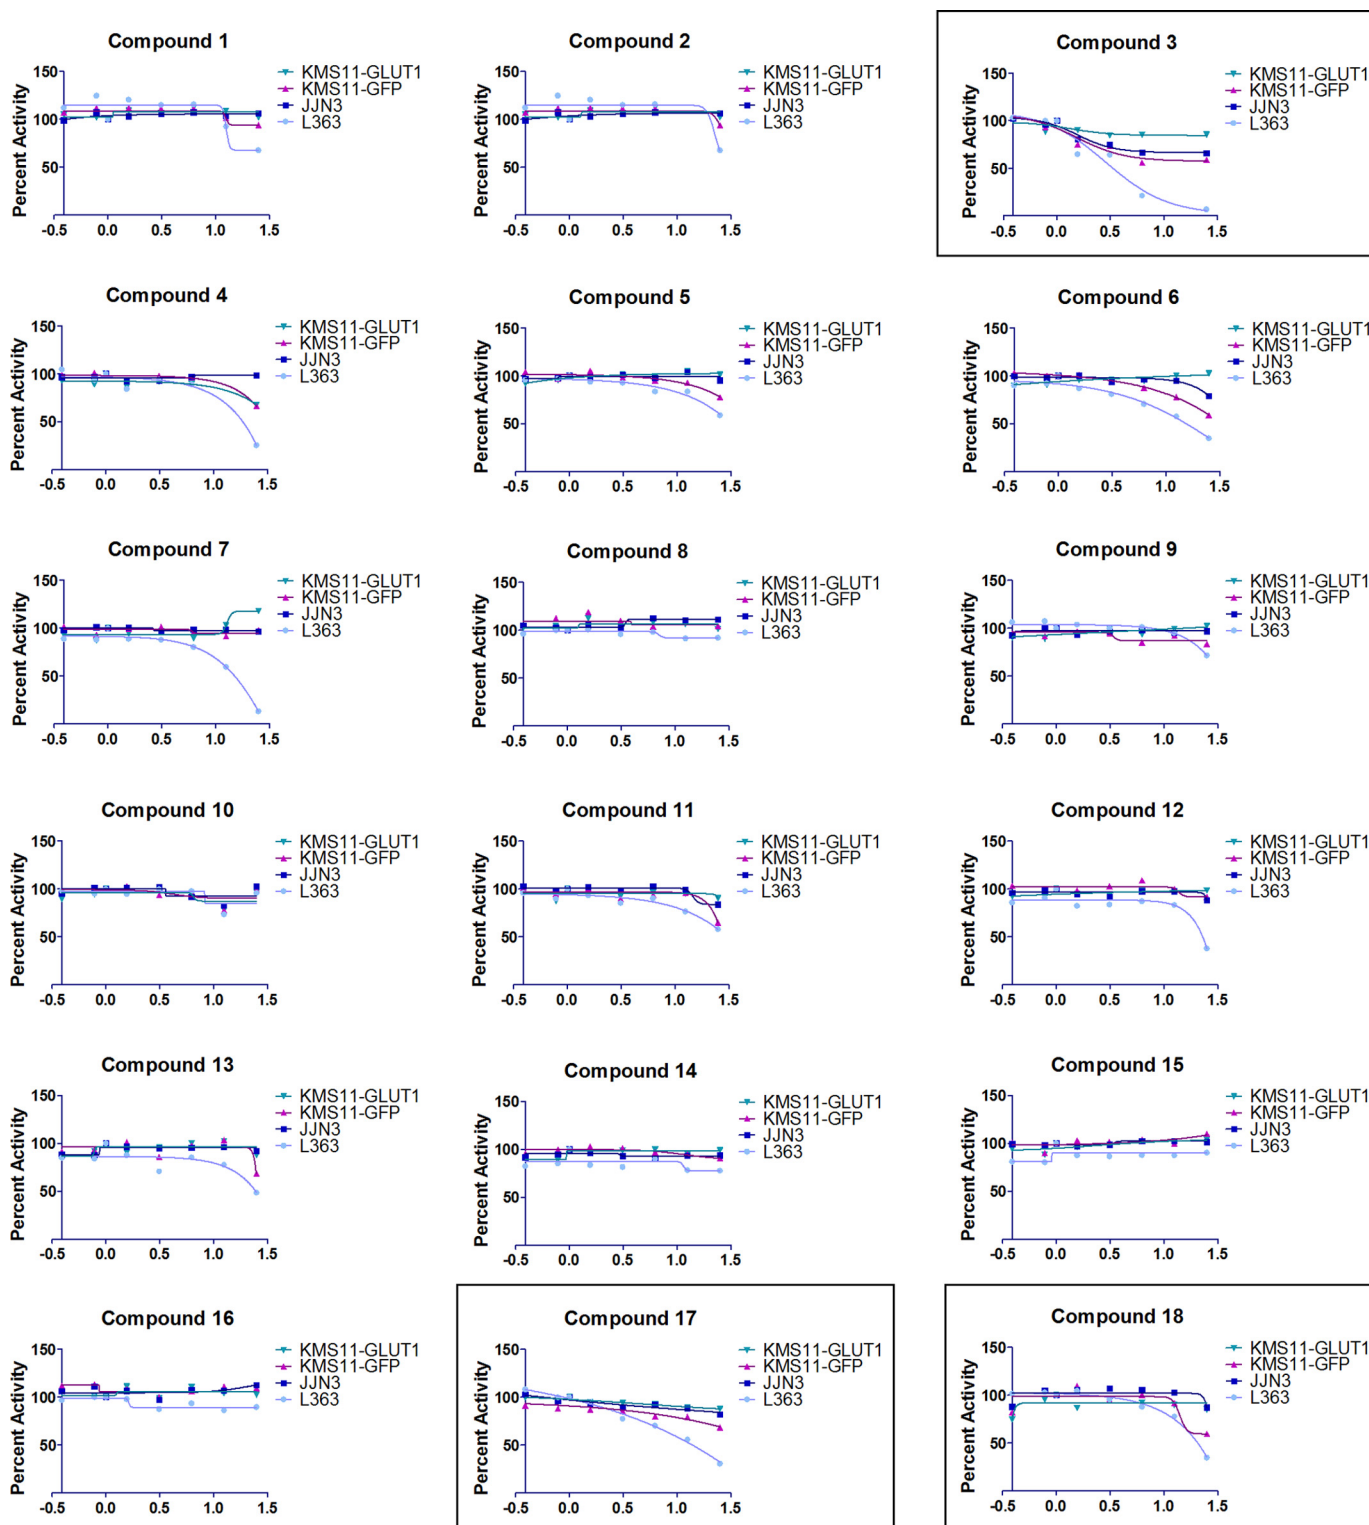 Compound 1
Percent Activity
150
100
50
-0.5 0.0 0.5 1.0 1.5
KMS11-GLUT1
KMS11-GFP
JJN3
L363
Compound 2
Percent Activity
150
100
50
-0.5 0.0 0.5 1.0 1.5
KMS11-GLUT1
KMS11-GFP
JJN3
L363
Compound 3
Percent Activity
150
100
50
-0.5 0.0 0.5 1.0 1.5
KMS11-GLUT1
KMS11-GFP
JJN3
L363
Compound 4
Percent Activity
150
100
50
-0.5 0.0 0.5 1.0 1.5
KMS11-GLUT1
KMS11-GFP
JJN3
L363
Compound 5
Percent Activity
150
100
50
-0.5 0.0 0.5 1.0 1.5
KMS11-GLUT1
KMS11-GFP
JJN3
L363
Compound 6
Percent Activity
150
100
50
-0.5 0.0 0.5 1.0 1.5
KMS11-GLUT1
KMS11-GFP
JJN3
L363
Compound 7
Percent Activity
150
100
50
-0.5 0.0 0.5 1.0 1.5
KMS11-GLUT1
KMS11-GFP
JJN3
L363
Compound 8
Percent Activity
150
100
50
-0.5 0.0 0.5 1.0 1.5
KMS11-GLUT1
KMS11-GFP
JJN3
L363
Compound 9
Percent Activity
150
100
50
-0.5 0.0 0.5 1.0 1.5
KMS11-GLUT1
KMS11-GFP
JJN3
L363
Compound 10
Percent Activity
150
100
50
-0.5 0.0 0.5 1.0 1.5
KMS11-GLUT1
KMS11-GFP
JJN3
L363
Compound 11
Percent Activity
150
100
50
-0.5 0.0 0.5 1.0 1.5
KMS11-GLUT1
KMS11-GFP
JJN3
L363
Compound 12
Percent Activity
150
100
50
-0.5 0.0 0.5 1.0 1.5
KMS11-GLUT1
KMS11-GFP
JJN3
L363
Compound 13
Percent Activity
150
100
50
-0.5 0.0 0.5 1.0 1.5
KMS11-GLUT1
KMS11-GFP
JJN3
L363
Compound 14
Percent Activity
150
100
50
-0.5 0.0 0.5 1.0 1.5
KMS11-GLUT1
KMS11-GFP
JJN3
L363
Compound 15
Percent Activity
150
100
50
-0.5 0.0 0.5 1.0 1.5
KMS11-GLUT1
KMS11-GFP
JJN3
L363
Compound 16
Percent Activity
150
100
50
-0.5 0.0 0.5 1.0 1.5
KMS11-GLUT1
KMS11-GFP
JJN3
L363
Compound 17
Percent Activity
150
100
50
-0.5 0.0 0.5 1.0 1.5
KMS11-GLUT1
KMS11-GFP
JJN3
L363
Compound 18
Percent Activity
150
100
50
-0.5 0.0 0.5 1.0 1.5
KMS11-GLUT1
KMS11-GFP
JJN3
L363